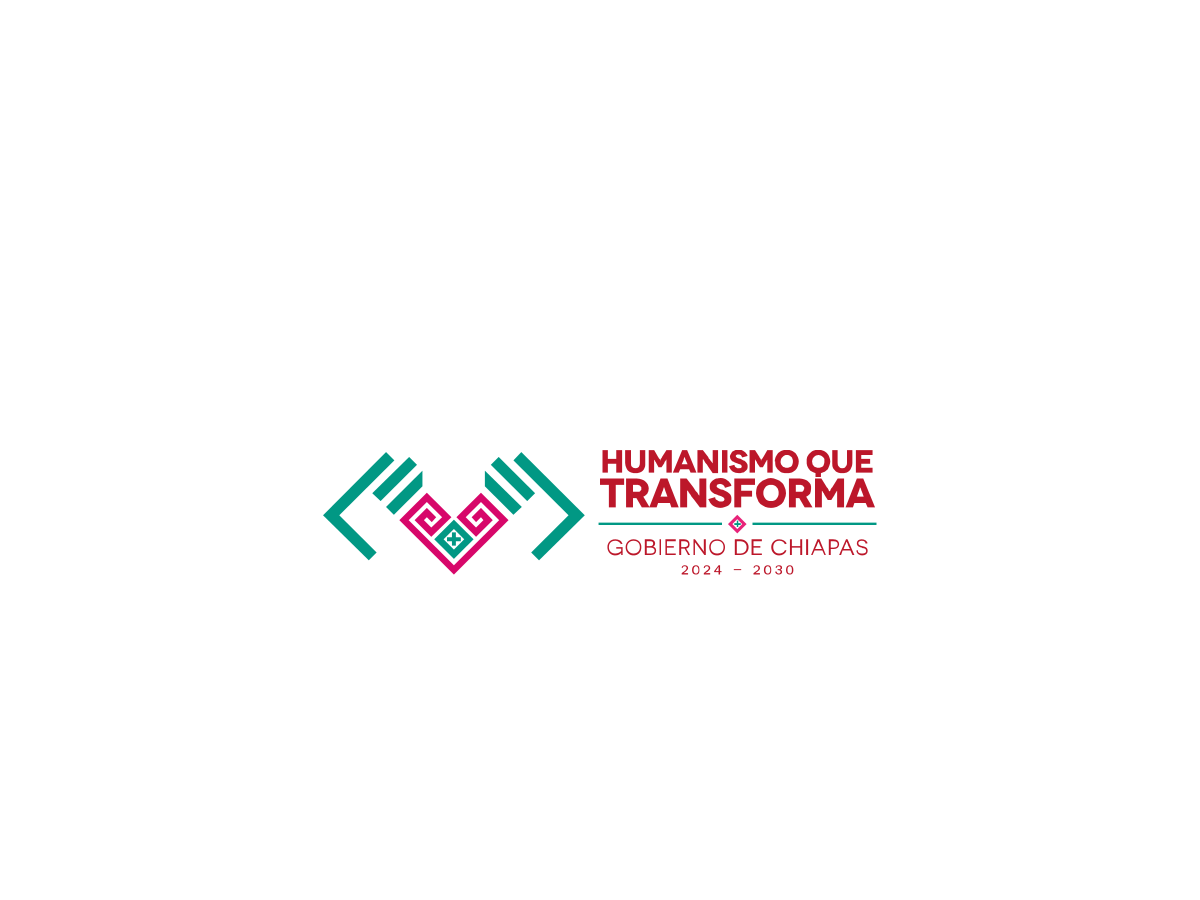 HUMANISMO QUE
TRANSFORMA
GOBIERNO DE CHIAPAS
2024 – 2030